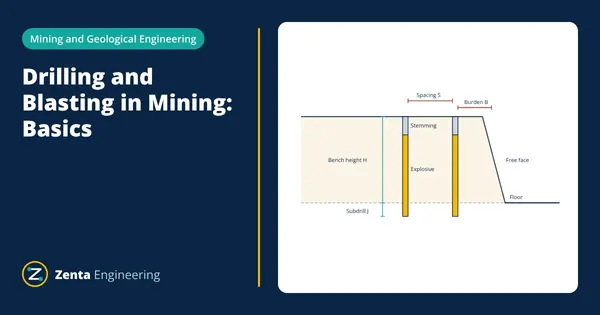 Mining and Geological Engineering
Drilling and
Blasting in Mining:
Basics
Zenta Engineering
Spacing S
Burden B
Stemming
Bench height H
Explosive
Free face
Floor
Subdrill J